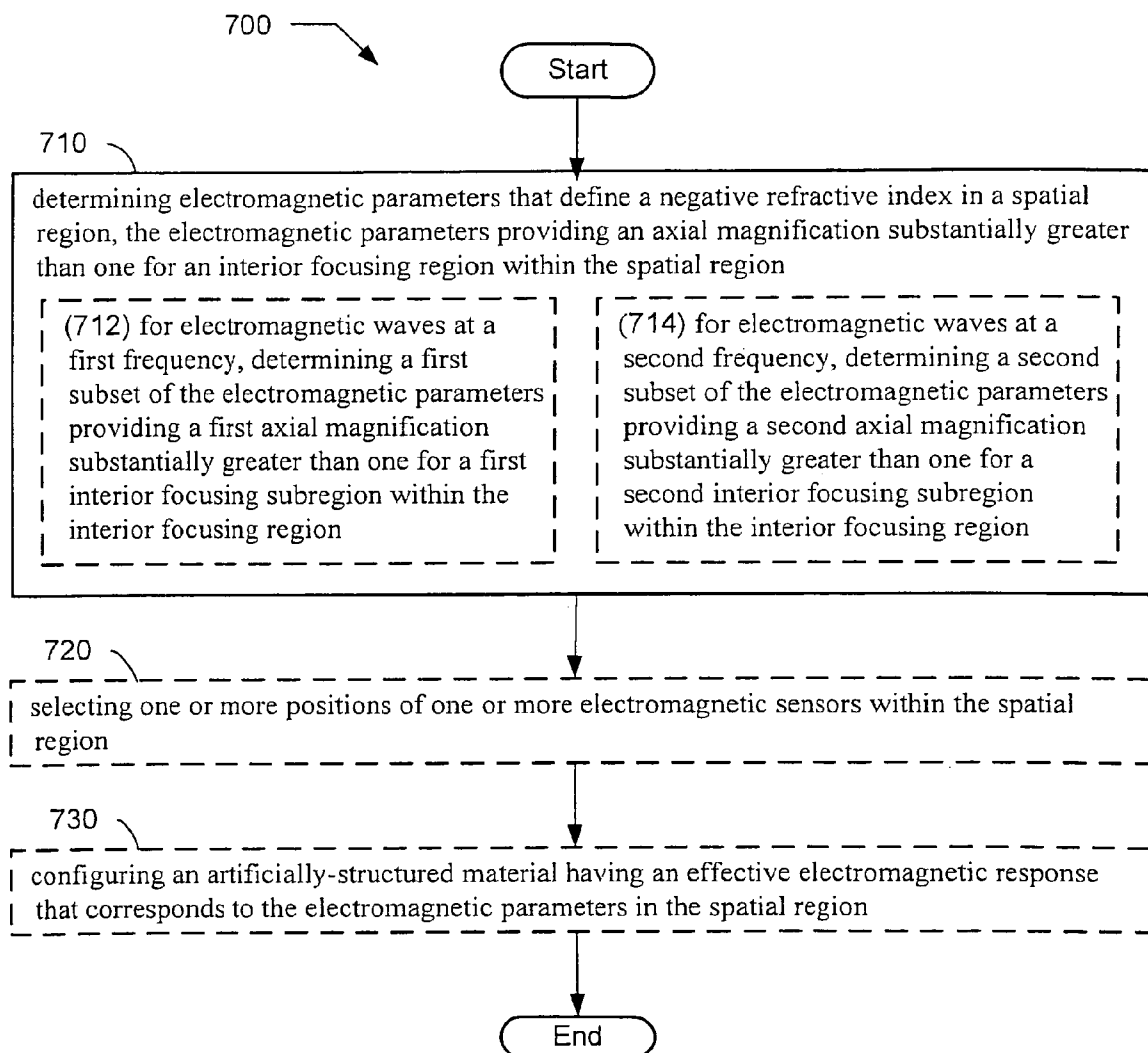 700
Start
710
determining electromagnetic parameters that define a negative refractive index in a spatial
region, the electromagnetic parameters providing an axial magnification substantially greater
than one for an interior focusing region within the spatial region
(712) for electromagnetic waves at a
first frequency, determining a first
subset of the electromagnetic parameters
providing a first axial magnification
substantially greater than one for a first
interior focusing subregion within the
interior focusing region
(714) for electromagnetic waves at a
second frequency, determining a second
subset of the electromagnetic parameters
providing a second axial magnification
substantially greater than one for a
second interior focusing subregion
within the interior focusing region
720
selecting one or more positions of one or more electromagnetic sensors within the spatial
region
730
configuring an artificially-structured material having an effective electromagnetic response
that corresponds to the electromagnetic parameters in the spatial region
End